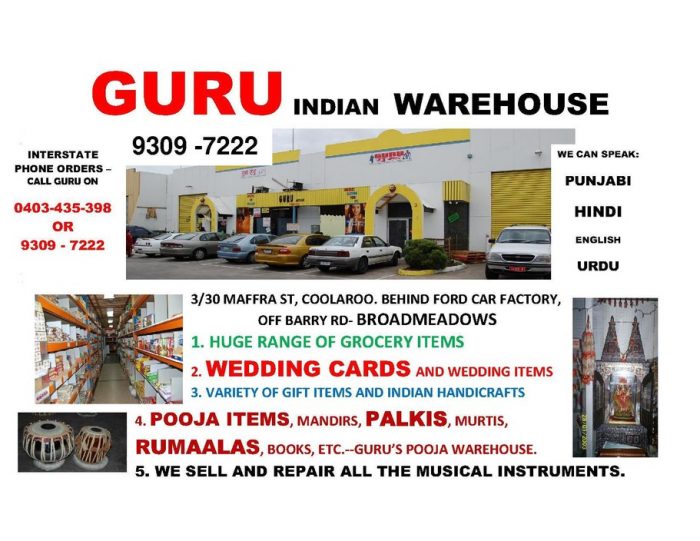 GURU INDIAN WAREHOUSE
INTERSTATE
PHONE ORDERS –
CALL GURU ON
0403-435-398
OR
9309 - 7222
9309 -7222
GURU
GURU
WE CAN SPEAK:
PUNJABI
HINDI
ENGLISH
URDU
3/30 MAFFRA ST, COOLAROO. BEHIND FORD CAR FACTORY,
OFF BARRY RD- BROADMEADOWS
1. HUGE RANGE OF GROCERY ITEMS
2. WEDDING CARDS AND WEDDING ITEMS
3. VARIETY OF GIFT ITEMS AND INDIAN HANDICRAFTS
4. POOJA ITEMS, MANDIRS, PALKIS, MURTIS,
RUMAALAS, BOOKS, ETC.--GURU'S POOJA WAREHOUSE.
5. WE SELL AND REPAIR ALL THE MUSICAL INSTRUMENTS.